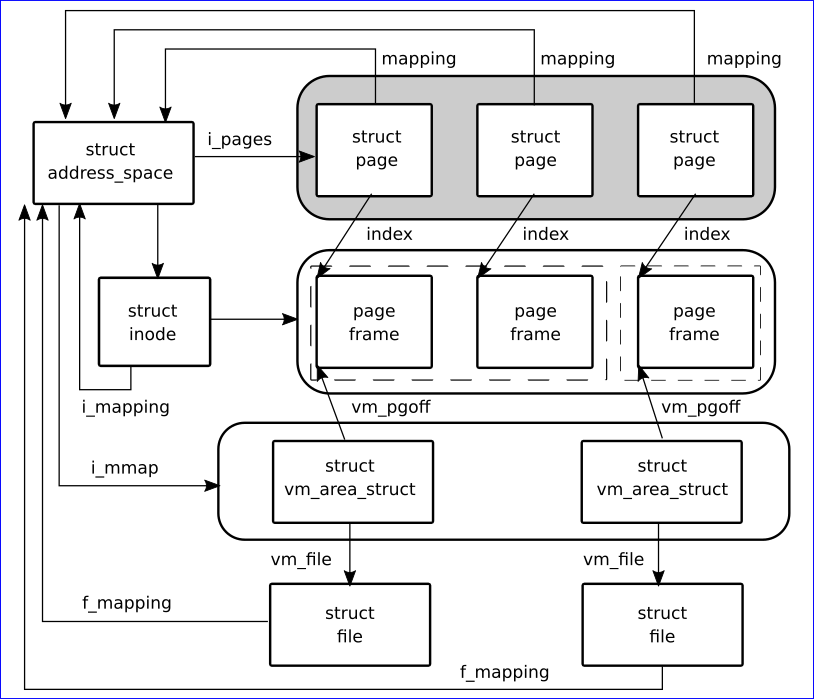 mapping
mapping
mapping
struct
address_space
i_pages
struct
page
struct
page
struct
page
index
index
index
struct
inode
page
frame
page
frame
page
frame
i_mapping
vm_pgoff
vm_pgoff
i_mmap
struct
vm_area_struct
struct
vm_area_struct
vm_file
vm_file
f_mapping
struct
file
struct
file
f_mapping